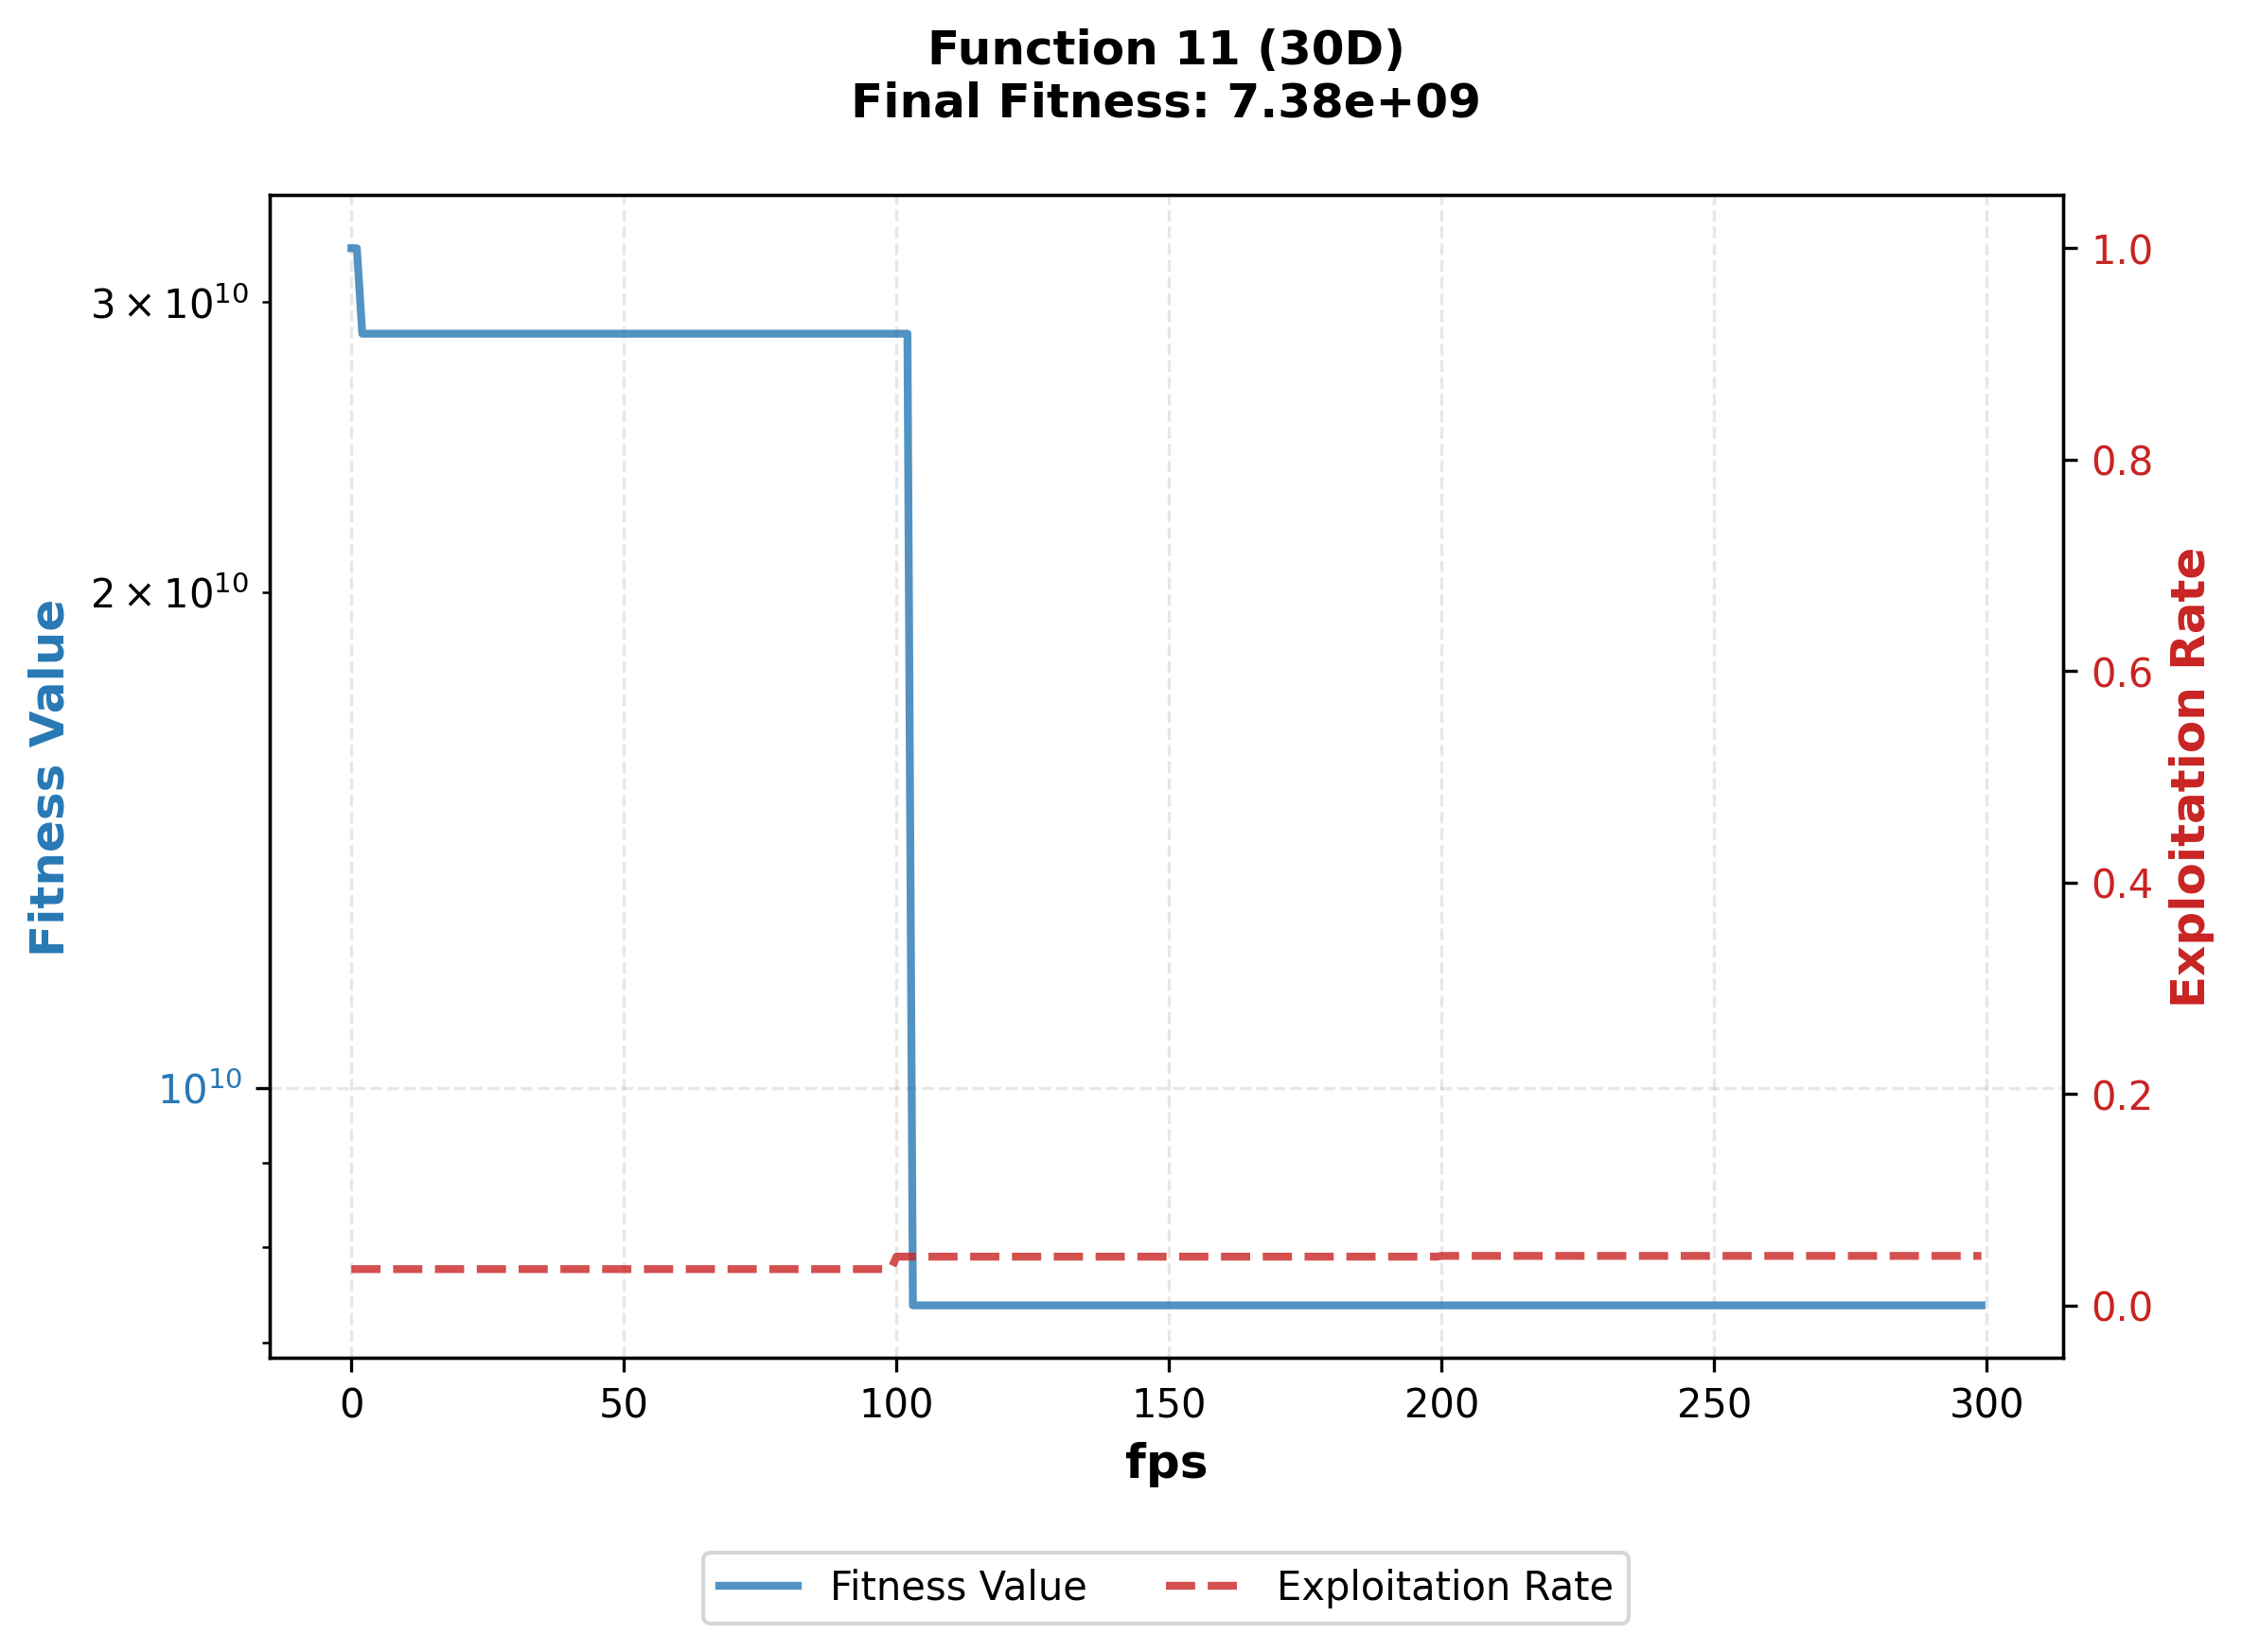 Function 11 (30D)
Final Fitness: 7.38e+09
Fitness Value
3 × 10¹⁰
2 × 10¹⁰
10¹⁰
1.0
0.8
0.6
0.4
0.2
0.0
Exploitation Rate
0 50 100 150 200 250 300
fps
Fitness Value Exploitation Rate